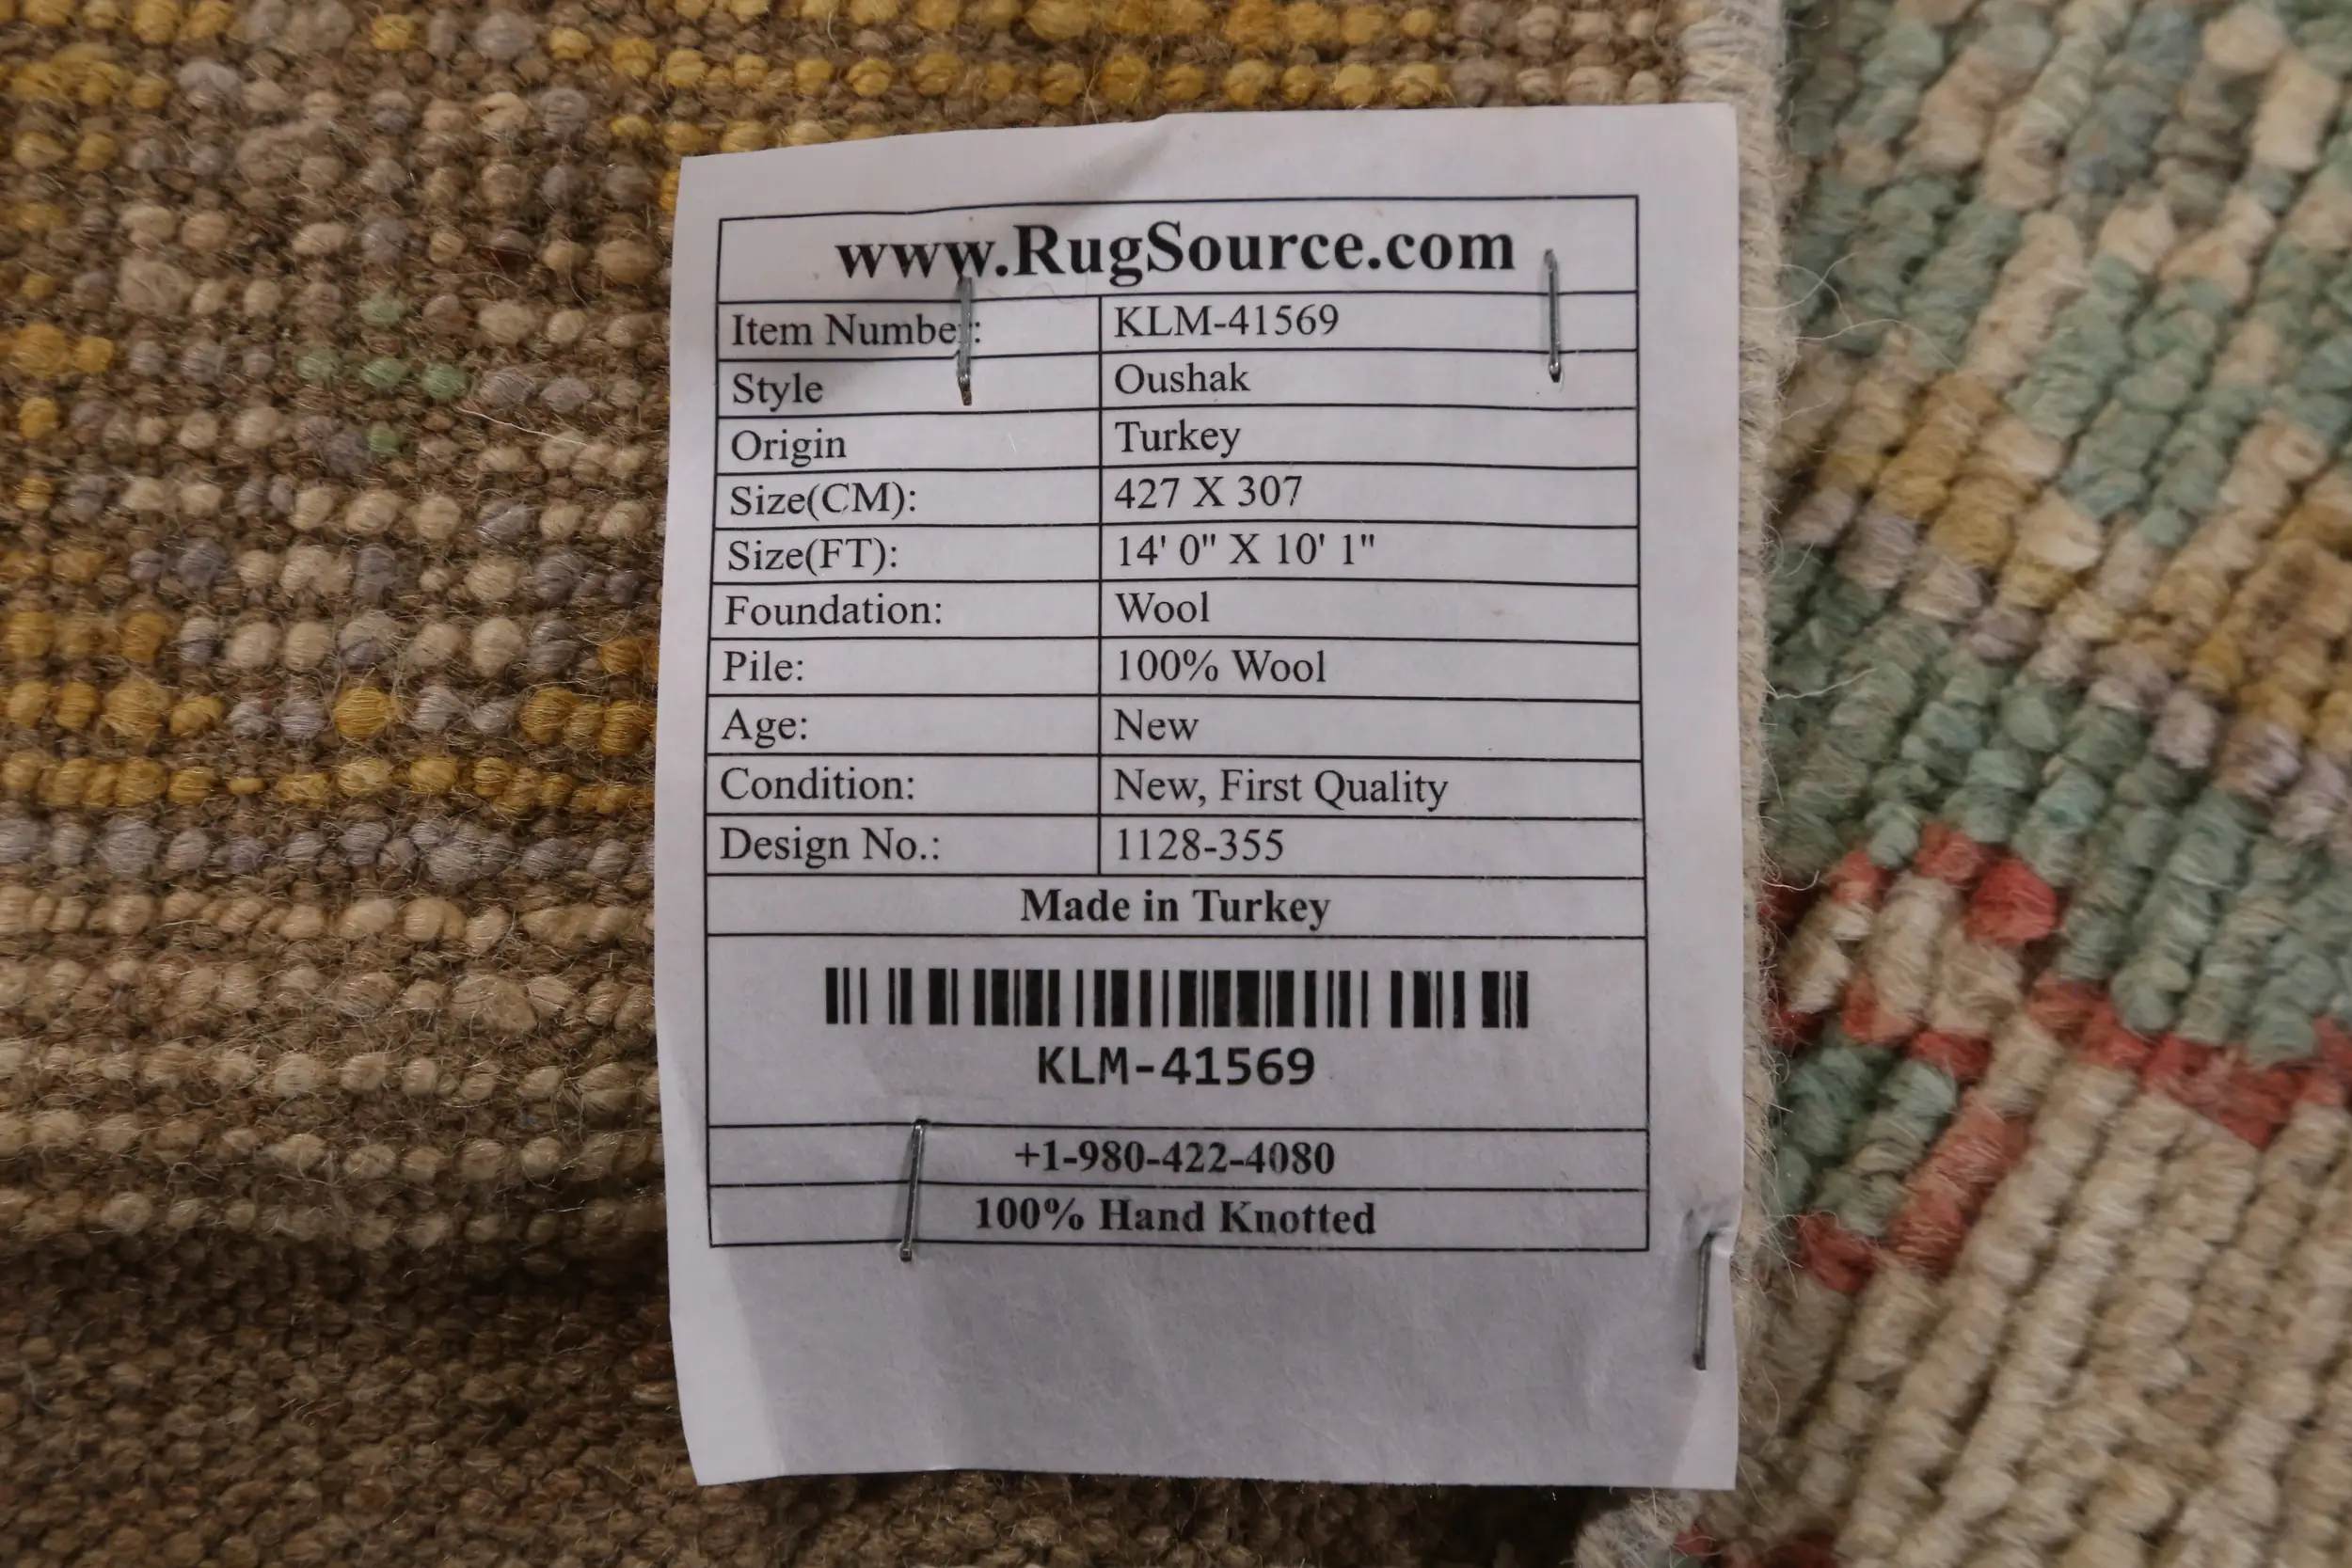 www.RugSource.com
Item Number: KLM-41569
Style Oushak
Origin Turkey
Size(CM): 427 X 307
Size(FT): 14' 0" X 10' 1"
Foundation: Wool
Pile: 100% Wool
Age: New
Condition: New, First Quality
Design No.: 1128-355
Made in Turkey
KLM-41569
+1-980-422-4080
100% Hand Knotted